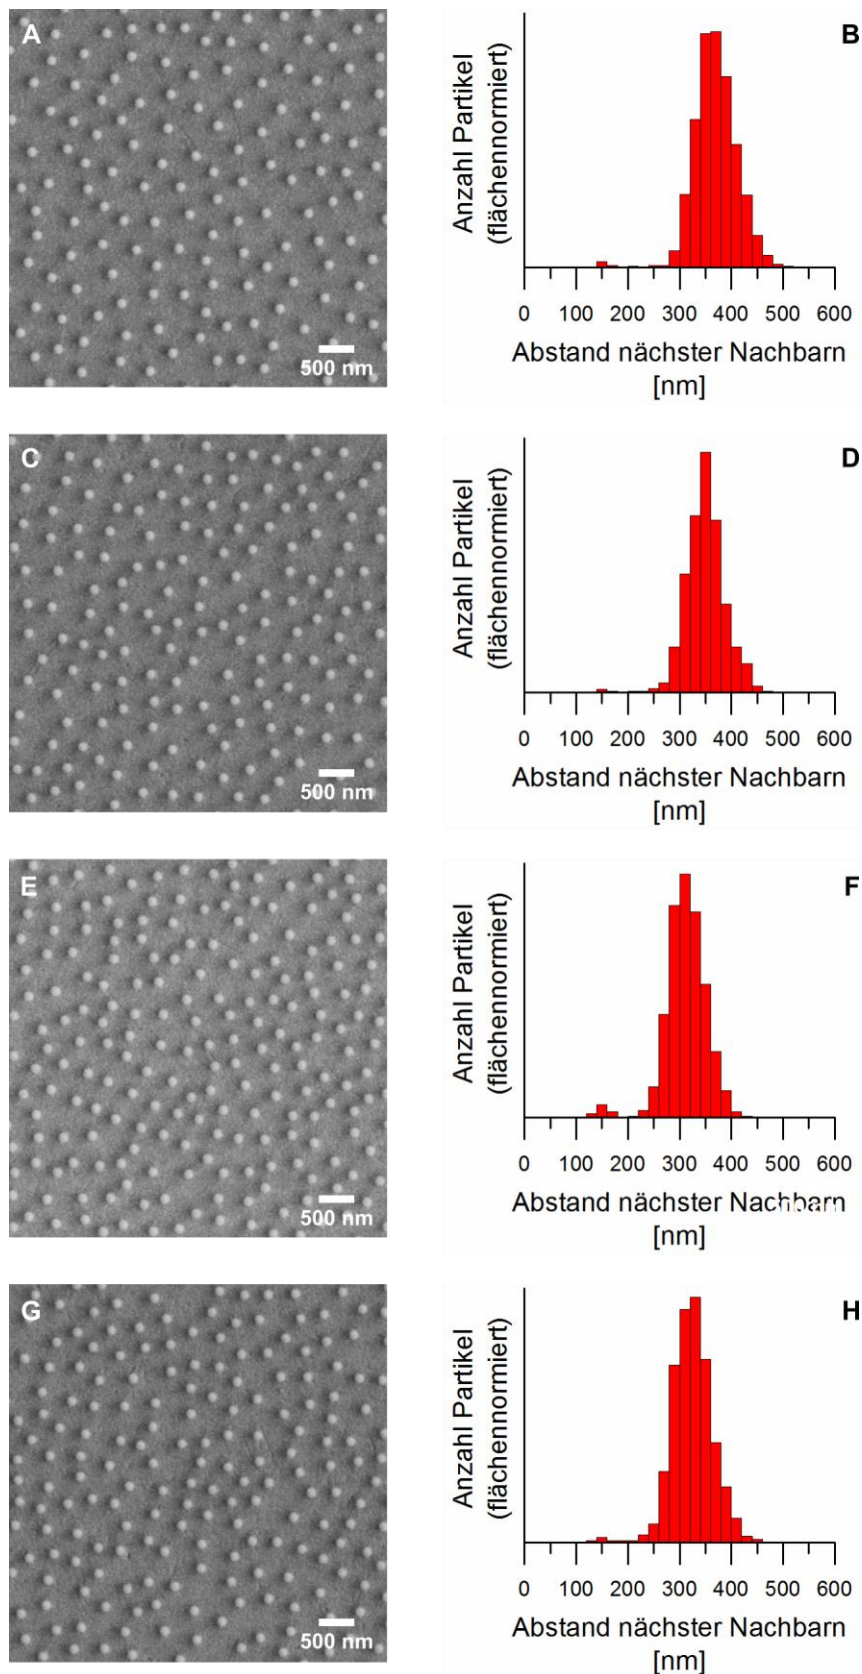 A
500 nm
B
Anzahl Partikel
(flächennormiert)
0 100 200 300 400 500 600
Abstand nächster Nachbarn
[nm]
C
500 nm
D
Anzahl Partikel
(flächennormiert)
0 100 200 300 400 500 600
Abstand nächster Nachbarn
[nm]
E
500 nm
F
Anzahl Partikel
(flächennormiert)
0 100 200 300 400 500 600
Abstand nächster Nachbarn
[nm]
G
500 nm
H
Anzahl Partikel
(flächennormiert)
0 100 200 300 400 500 600
Abstand nächster Nachbarn
[nm]